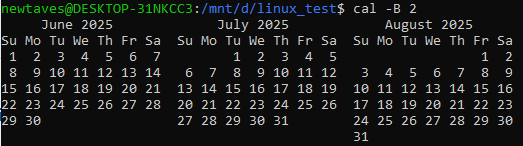 newtaves@DESKTOP-31NKCC3:/mnt/d/linux_test$ cal -B 2
     June 2025             July 2025            August 2025
Su Mo Tu We Th Fr Sa  Su Mo Tu We Th Fr Sa  Su Mo Tu We Th Fr Sa
 1  2  3  4  5  6  7         1  2  3  4  5                  1  2
 8  9 10 11 12 13 14   6  7  8  9 10 11 12   3  4  5  6  7  8  9
15 16 17 18 19 20 21  13 14 15 16 17 18 19  10 11 12 13 14 15 16
22 23 24 25 26 27 28  20 21 22 23 24 25 26  17 18 19 20 21 22 23
29 30                 27 28 29 30 31        24 25 26 27 28 29 30
                                            31